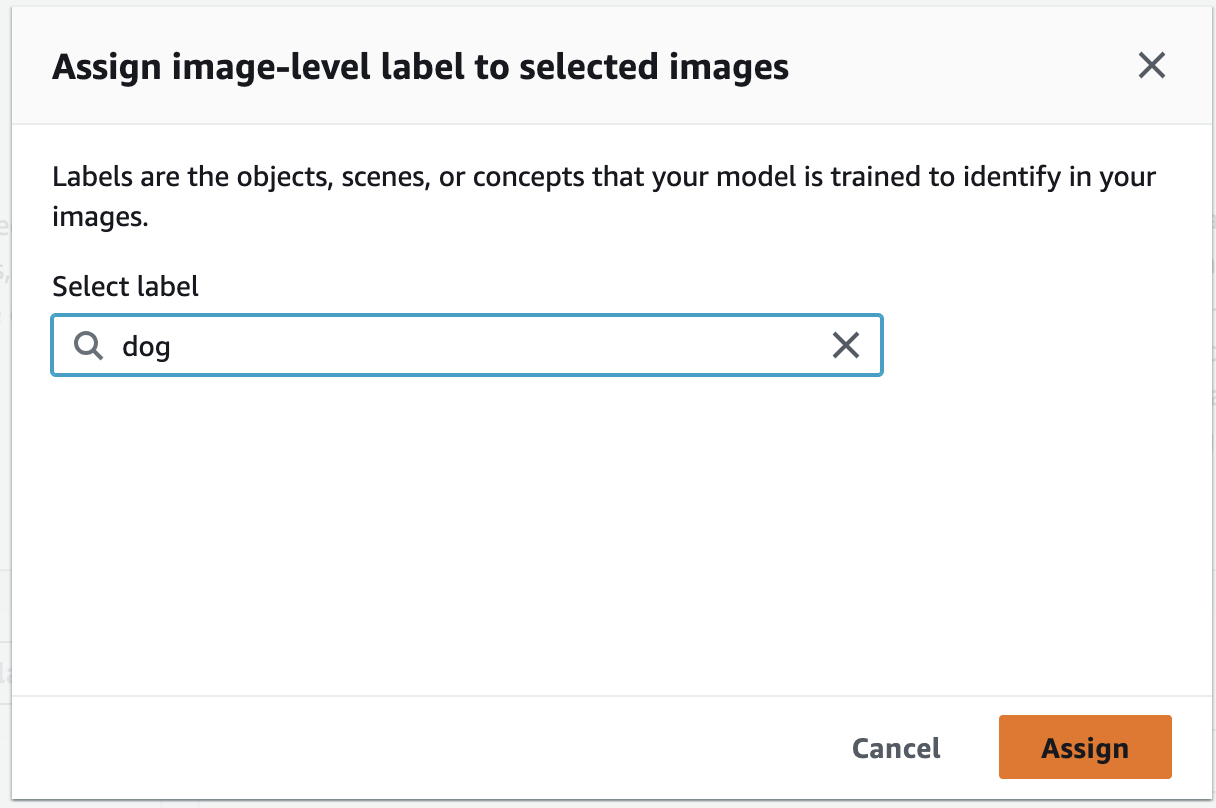 Assign image-level label to selected images
Labels are the objects, scenes, or concepts that your model is trained to identify in your
images.
Select label
dog
Cancel
Assign